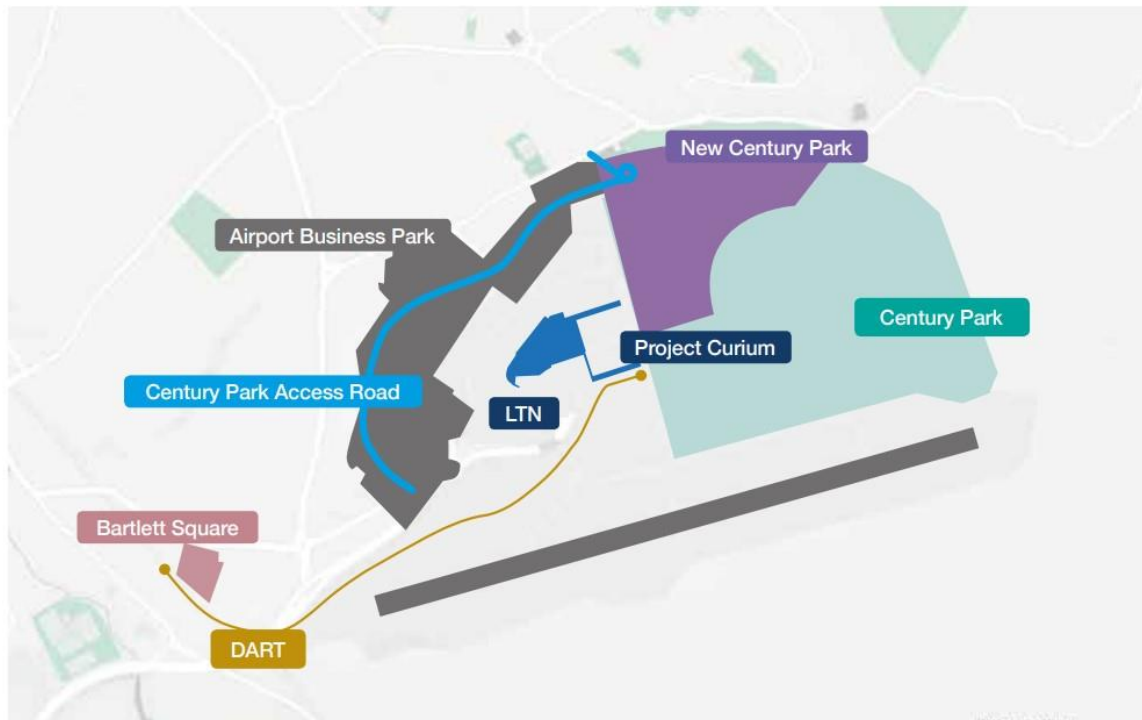 New Century Park
Airport Business Park
Century Park
Project Curium
Century Park Access Road
LTN
Bartlett Square
DART